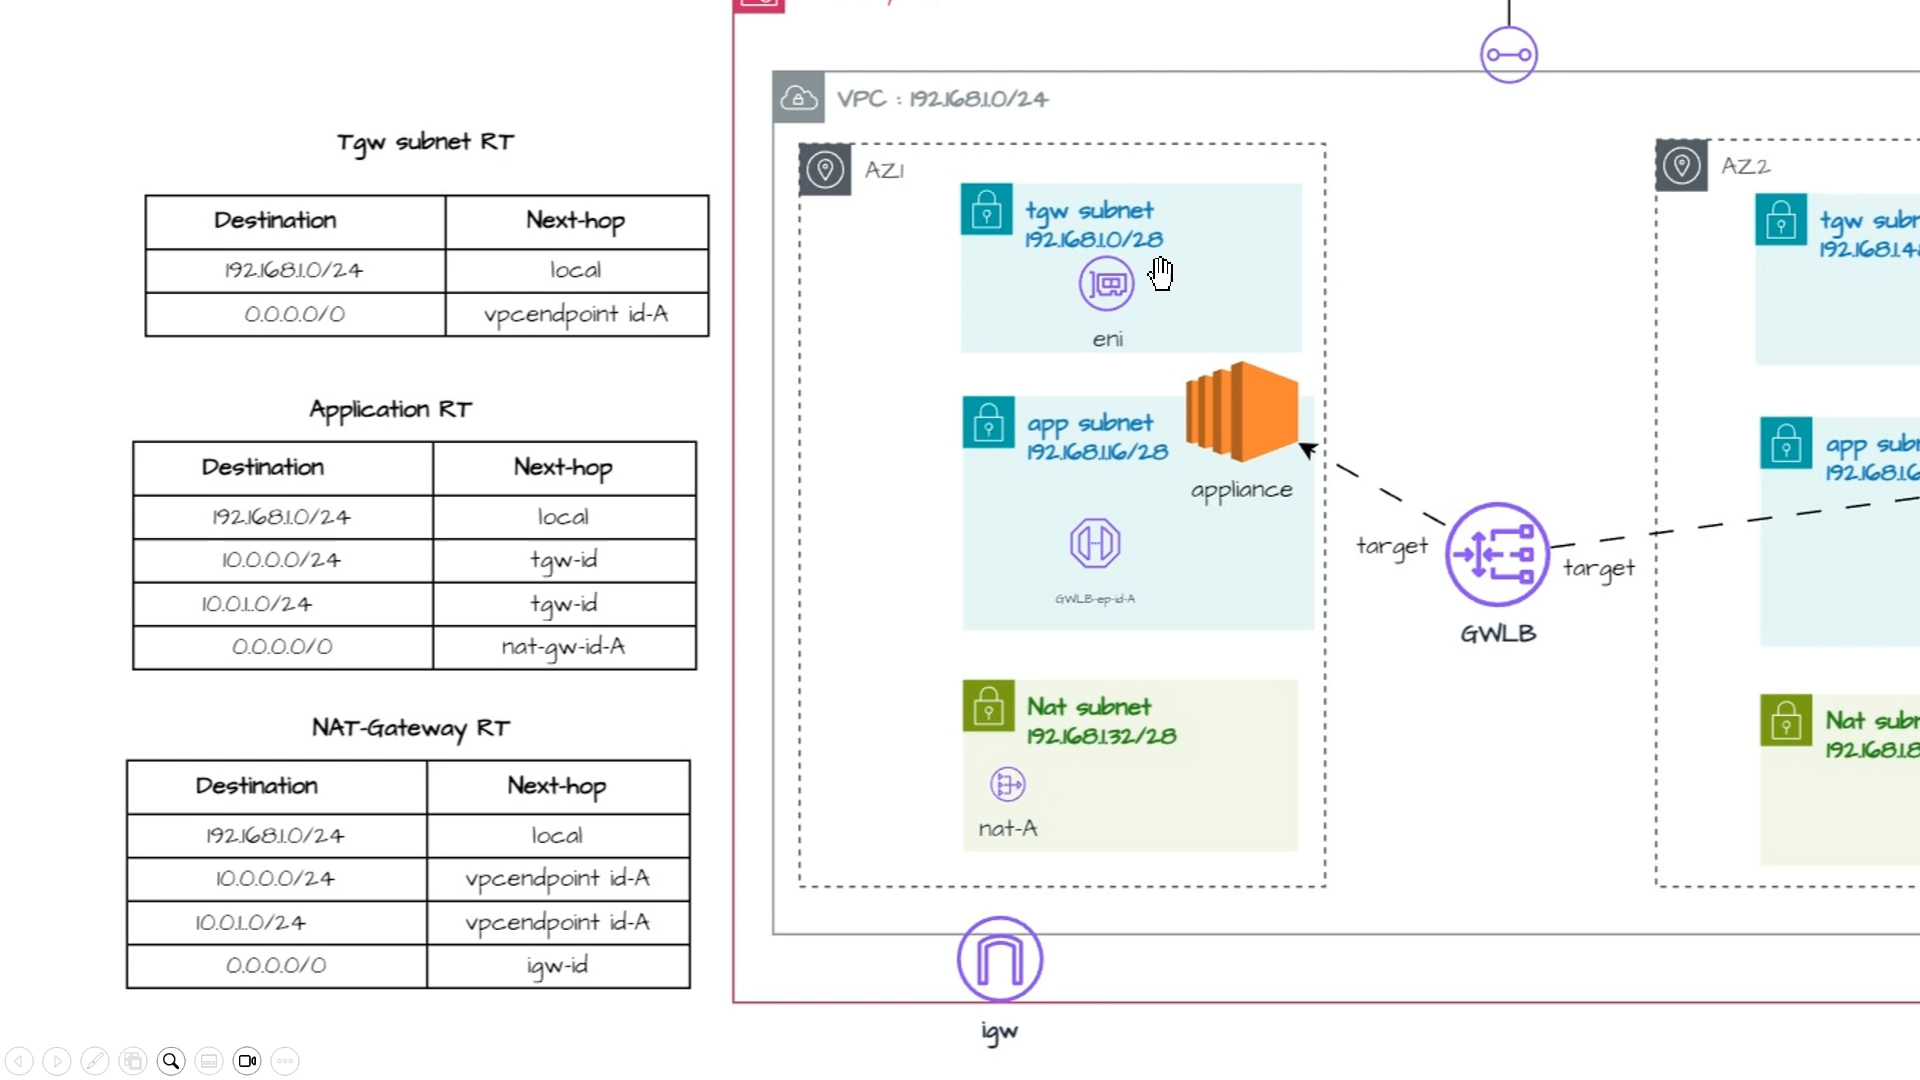 Tgw subnet RT
Destination Next-hop
192.168.1.0/24 local
0.0.0.0/0 vpcendpoint id-A
Application RT
Destination Next-hop
192.168.1.0/24 local
10.0.0.0/24 tgw-id
10.0.1.0/24 tgw-id
0.0.0.0/0 nat-gw-id-A
NAT-Gateway RT
Destination Next-hop
192.168.1.0/24 local
10.0.0.0/24 vpcendpoint id-A
10.0.1.0/24 vpcendpoint id-A
0.0.0.0/0 igw-id
VPC : 192.168.1.0/24
AZ1
tgw subnet
192.168.1.0/28
eni
app subnet
192.168.1.16/28
appliance
GWLB-ep-id-A
Nat subnet
192.168.1.32/28
nat-A
igw
target
target
GWLB
AZ2
tgw
app
Nat